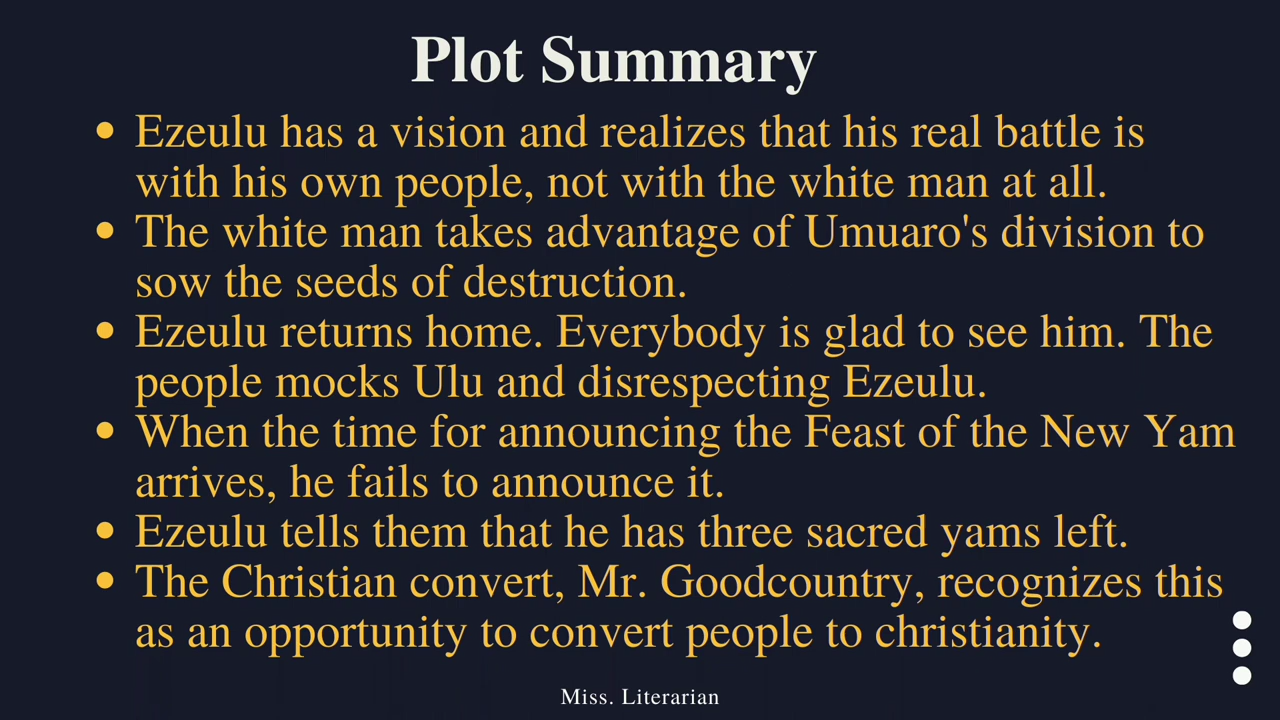 Plot Summary
• Ezeulu has a vision and realizes that his real battle is
with his own people, not with the white man at all.
• The white man takes advantage of Umuaro's division to
sow the seeds of destruction.
• Ezeulu returns home. Everybody is glad to see him. The
people mocks Ulu and disrespecting Ezeulu.
• When the time for announcing the Feast of the New Yam
arrives, he fails to announce it.
• Ezeulu tells them that he has three sacred yams left.
• The Christian convert, Mr. Goodcountry, recognizes this
as an opportunity to convert people to christianity.
Miss. Literarian